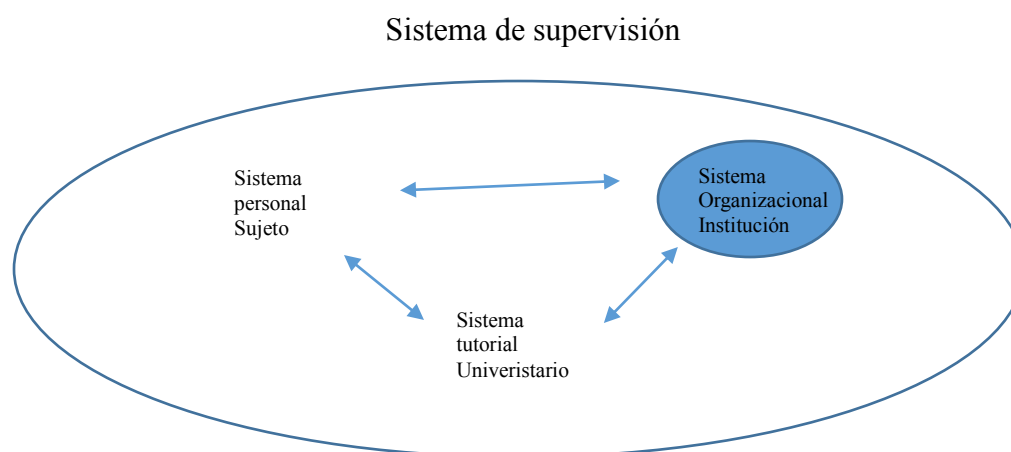 Sistema de supervisión
Sistema
personal
Sujeto
Sistema
Organizacional
Institución
Sistema
tutorial
Univeristario